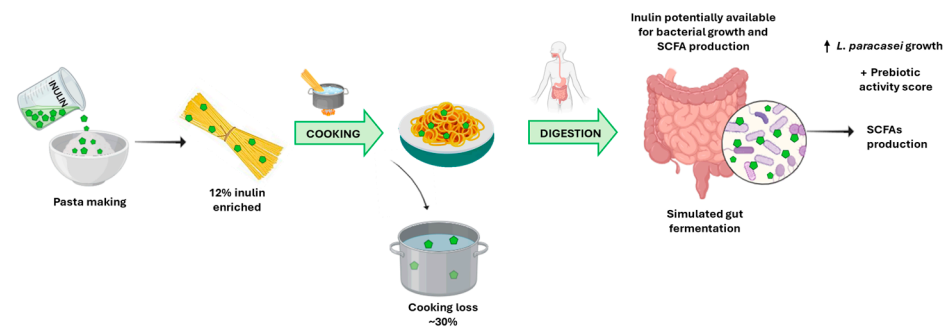 INULIN
Pasta making
12% inulin
enriched
COOKING
Cooking loss
~30%
DIGESTION
Inulin potentially available
for bacterial growth and
SCFA production
Simulated gut
fermentation
↑ L. paracasei growth
+ Prebiotic
activity score
SCFAs
production